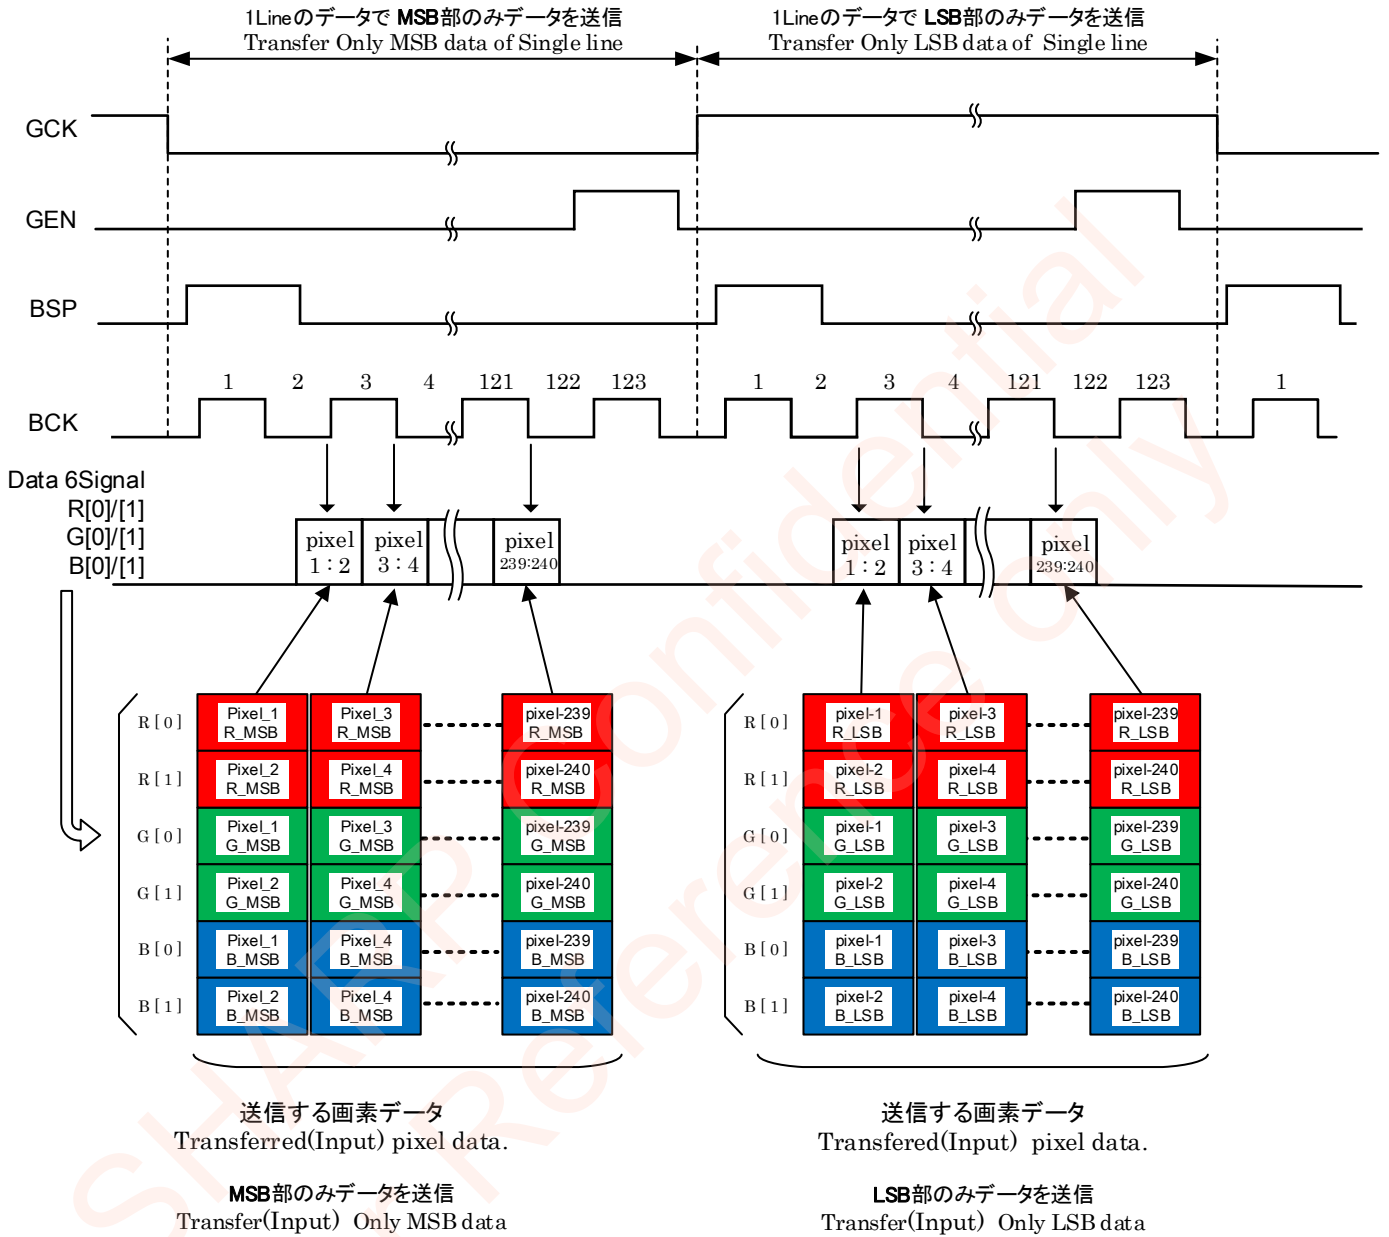 1Lineのデータで MSB部のみデータを送信
Transfer Only MSB data of Single line
1Lineのデータで LSB部のみデータを送信
Transfer Only LSB data of Single line
GCK
GEN
BSP
1 2 3 4 121 122 123 1 2 3 4 121 122 123 1
BCK
Data 6Signal
R[0]/[1]
G[0]/[1]
B[0]/[1]
pixel 1:2
pixel 3:4
pixel 239:240
pixel 1:2
pixel 3:4
pixel 239:240
R[0] Pixel_1 R_MSB Pixel_3 R_MSB pixel-239 R_MSB
R[1] Pixel_2 R_MSB Pixel_4 R_MSB pixel-240 R_MSB
G[0] Pixel_1 G_MSB Pixel_3 G_MSB pixel-239 G_MSB
G[1] Pixel_2 G_MSB Pixel_4 G_MSB pixel-240 G_MSB
B[0] Pixel_1 B_MSB Pixel_4 B_MSB pixel-239 B_MSB
B[1] Pixel_2 B_MSB Pixel_4 B_MSB pixel-240 B_MSB
R[0] pixel-1 R_LSB pixel-3 R_LSB pixel-239 R_LSB
R[1] pixel-2 R_LSB pixel-4 R_LSB pixel-240 R_LSB
G[0] pixel-1 G_LSB pixel-3 G_LSB pixel-239 G_LSB
G[1] pixel-2 G_LSB pixel-4 G_LSB pixel-240 G_LSB
B[0] pixel-1 B_LSB pixel-3 B_LSB pixel-239 B_LSB
B[1] pixel-2 B_LSB pixel-4 B_LSB pixel-240 B_LSB
送信する画素データ
Transferred(Input) pixel data.
MSB部のみデータを送信
Transfer(Input) Only MSB data
送信する画素データ
Transfered(Input) pixel data.
LSB部のみデータを送信
Transfer(Input) Only LSB data
SHARP Confidential
Reference only